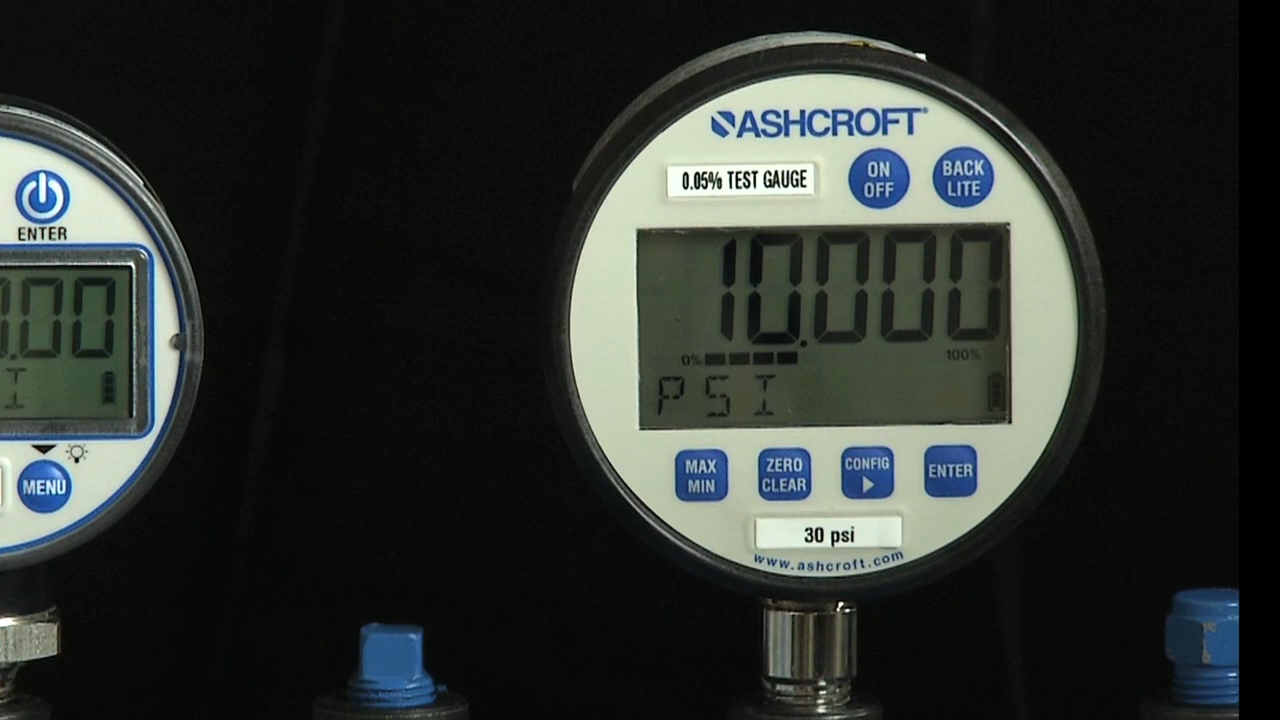 ENTER
.00
I
MENU
ASHCROFT®
0.05% TEST GAUGE
ON
OFF
BACK
LITE
10.000
0% 100%
PSI
MAX
MIN
ZERO
CLEAR
CONFIG
ENTER
30 psi
www.ashcroft.com